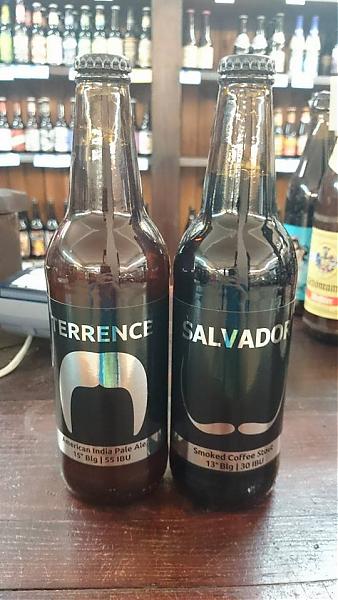 TERRENCE
American India Pale Ale
15° Blg | 55 IBU
SALVADOR
Smoked Coffee Stout
13° Blg | 30 IBU